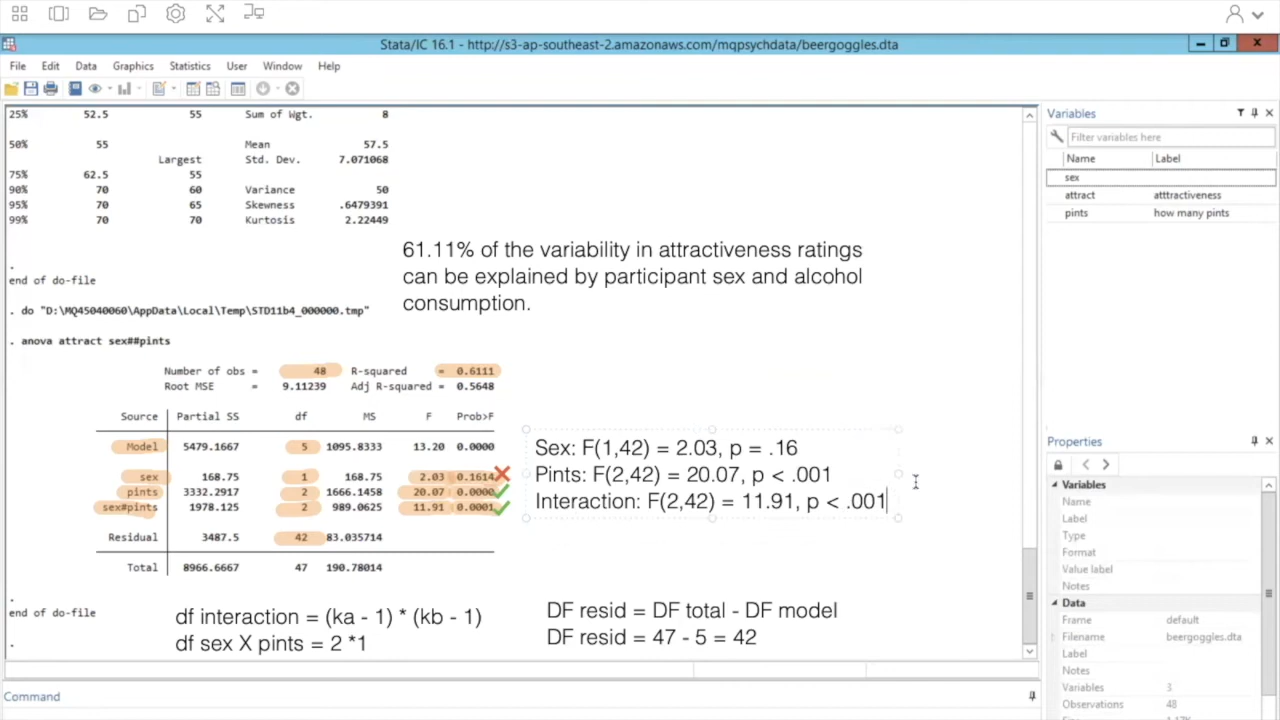 Stata/IC 16.1 - http://s3-ap-southeast-2.amazonaws.com/mqpsychdata/beergoggles.dta
File Edit Data Graphics Statistics User Window Help
25% 52.5 55 Sum of Wgt. 8
50% 55 Mean 57.5
Largest Std. Dev. 7.071068
75% 62.5 55
90% 70 60 Variance 50
95% 70 65 Skewness .6479391
99% 70 70 Kurtosis 2.22449
61.11% of the variability in attractiveness ratings
can be explained by participant sex and alcohol
consumption.
.
end of do-file
. do "D:\MQ45040060\AppData\Local\Temp\STD11b4_000000.tmp"
. anova attract sex##pints
Number of obs = 48 R-squared = 0.6111
Root MSE = 9.11239 Adj R-squared = 0.5648
Source Partial SS df MS F Prob>F
Model 5479.1667 5 1095.8333 13.20 0.0000
sex 168.75 1 168.75 2.03 0.1614
pints 3332.2917 2 1666.1458 20.07 0.0000
sex#pints 1978.125 2 989.0625 11.91 0.0001
Residual 3487.5 42 83.035714
Total 8966.6667 47 190.78014
Sex: F(1,42) = 2.03, p = .16
Pints: F(2,42) = 20.07, p < .001
Interaction: F(2,42) = 11.91, p < .001
.
end of do-file
.
df interaction = (ka - 1) * (kb - 1)
df sex X pints = 2 *1
DF resid = DF total - DF model
DF resid = 47 - 5 = 42
Command
Variables
Filter variables here
Name Label
sex
attract atttractiveness
pints how many pints
Properties
Variables
Name
Label
Type
Format
Value label
Notes
Data
Frame default
Filename beergoggles.dta
Label
Notes
Variables 3
Observations 48